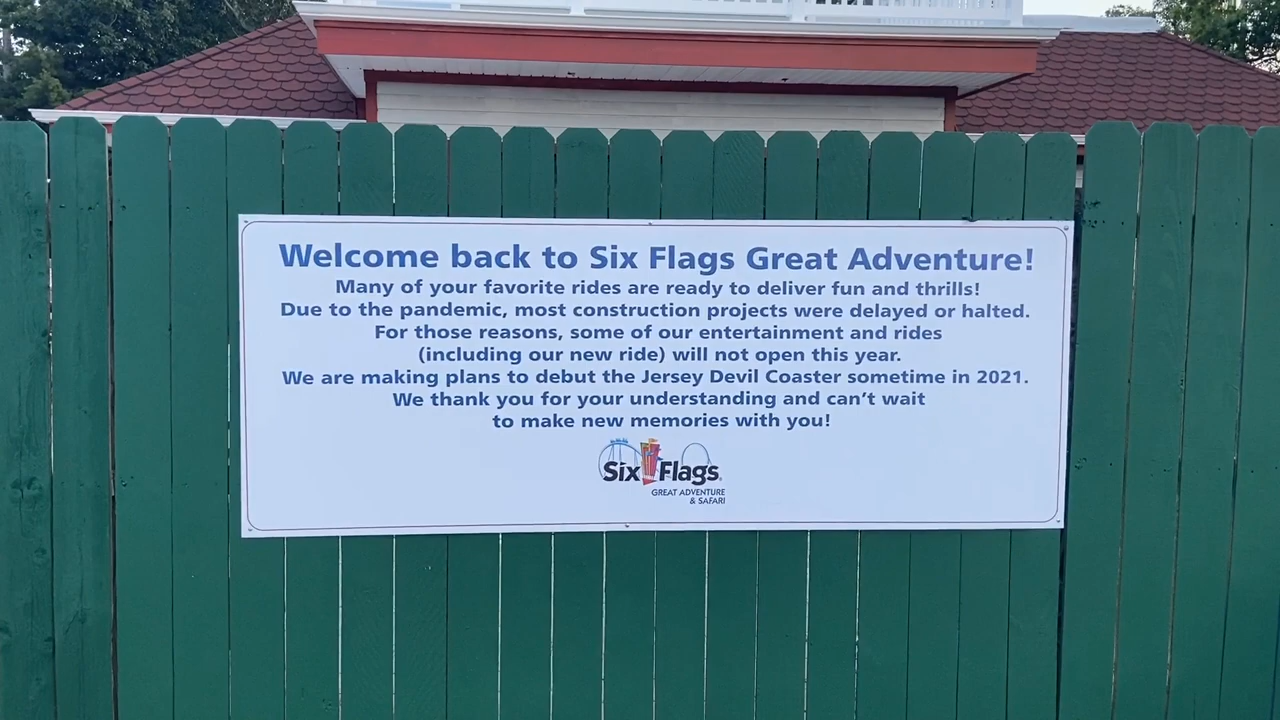 Welcome back to Six Flags Great Adventure!
Many of your favorite rides are ready to deliver fun and thrills!
Due to the pandemic, most construction projects were delayed or halted.
For those reasons, some of our entertainment and rides
(including our new ride) will not open this year.
We are making plans to debut the Jersey Devil Coaster sometime in 2021.
We thank you for your understanding and can't wait
to make new memories with you!
Six Flags
GREAT ADVENTURE
& SAFARI